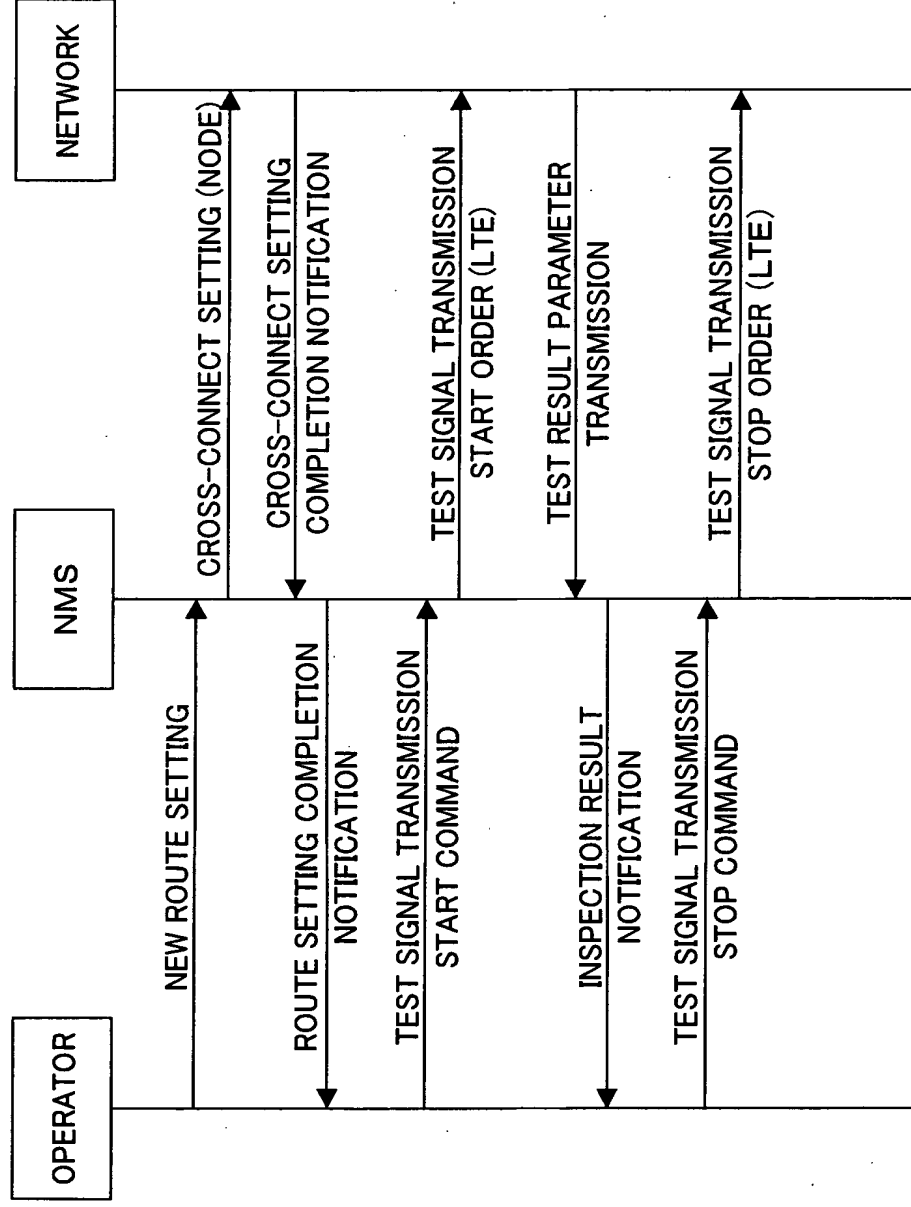 OPERATOR
NMS
NETWORK
NEW ROUTE SETTING
CROSS-CONNECT SETTING (NODE)
CROSS-CONNECT SETTING
COMPLETION NOTIFICATION
ROUTE SETTING COMPLETION
NOTIFICATION
TEST SIGNAL TRANSMISSION
START COMMAND
TEST SIGNAL TRANSMISSION
START ORDER (LTE)
TEST RESULT PARAMETER
TRANSMISSION
INSPECTION RESULT
NOTIFICATION
TEST SIGNAL TRANSMISSION
STOP COMMAND
TEST SIGNAL TRANSMISSION
STOP ORDER (LTE)